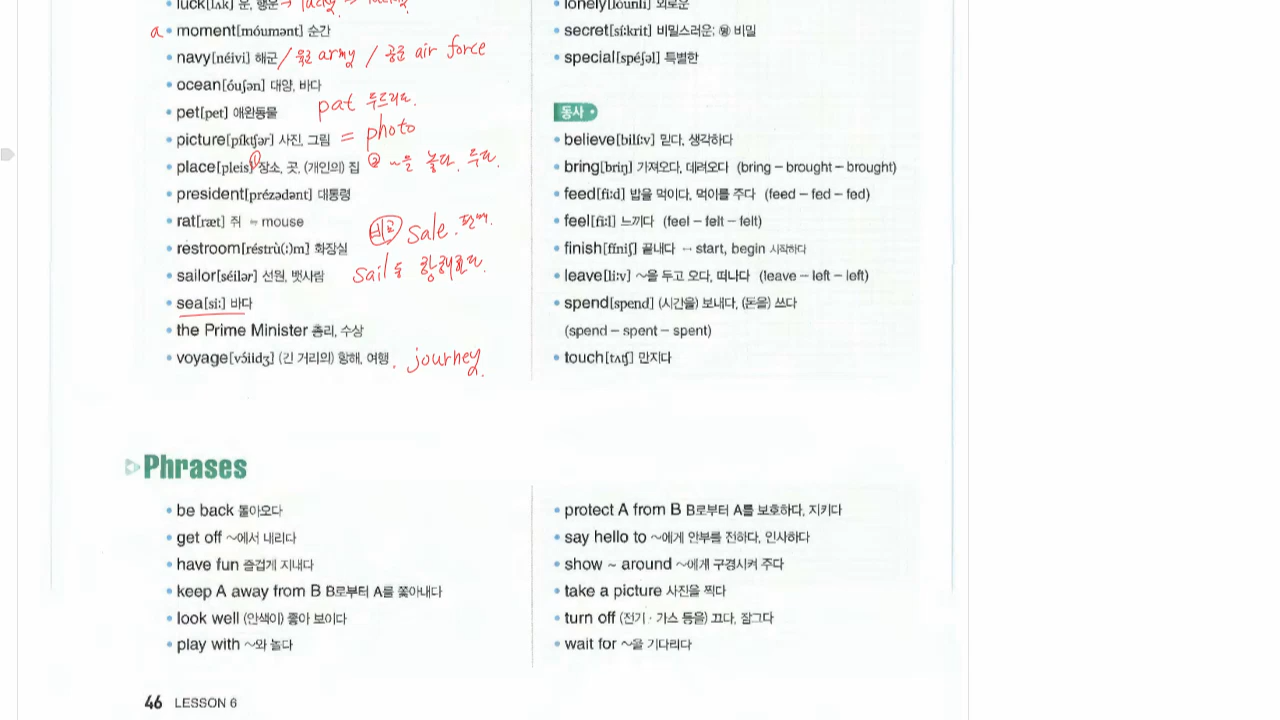 luck[lʌk] 운, 행운 → lucky
a moment[móumənt] 순간
navy[néivi] 해군 / 육군 army / 공군 air force
ocean[óuʃən] 대양, 바다
pet[pet] 애완동물 pat 두드리다.
picture[píktʃər] 사진, 그림 = photo
place[pleis] ① 장소, 곳, (개인의) 집 ② ~을 놓다. 두다.
president[prézədənt] 대통령
rat[ræt] 쥐 = mouse
restroom[réstrù(ː)m] 화장실 비교 sale. 판매.
sailor[séilər] 선원, 뱃사람 sail 항해하다.
sea[siː] 바다
the Prime Minister 총리, 수상
voyage[vɔ́iidʒ] (긴 거리의) 항해, 여행. journey
lonely[lóunli] 외로운
secret[síːkrit] 비밀스러운; 명 비밀
special[spéʃəl] 특별한
동사
believe[bilíːv] 믿다, 생각하다
bring[briŋ] 가져오다, 데려오다 (bring – brought – brought)
feed[fiːd] 밥을 먹이다, 먹이를 주다 (feed – fed – fed)
feel[fiːl] 느끼다 (feel – felt – felt)
finish[fíniʃ] 끝내다 ↔ start, begin 시작하다
leave[liːv] ~을 두고 오다, 떠나다 (leave – left – left)
spend[spend] (시간을) 보내다, (돈을) 쓰다
(spend – spent – spent)
touch[tʌtʃ] 만지다
Phrases
be back 돌아오다
get off ~에서 내리다
have fun 즐겁게 지내다
keep A away from B B로부터 A를 쫓아내다
look well (안색이) 좋아 보이다
play with ~와 놀다
protect A from B B로부터 A를 보호하다, 지키다
say hello to ~에게 안부를 전하다, 인사하다
show ~ around ~에게 구경시켜 주다
take a picture 사진을 찍다
turn off (전기·가스 등을) 끄다, 잠그다
wait for ~을 기다리다
46 LESSON 6